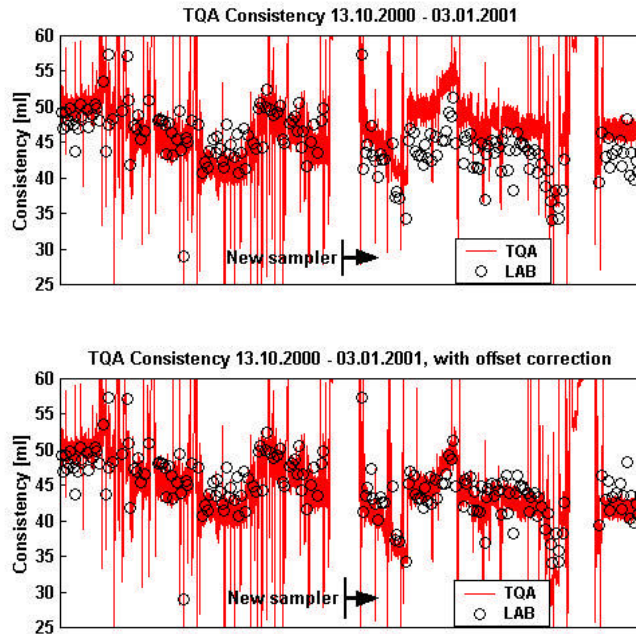 TQA Consistency 13.10.2000 - 03.01.2001
60
55
50
45
40
35
30
25
Consistency [ml]
New sampler
TQA
LAB
TQA Consistency 13.10.2000 - 03.01.2001, with offset correction
60
55
50
45
40
35
30
25
Consistency [ml]
New sampler
TQA
LAB